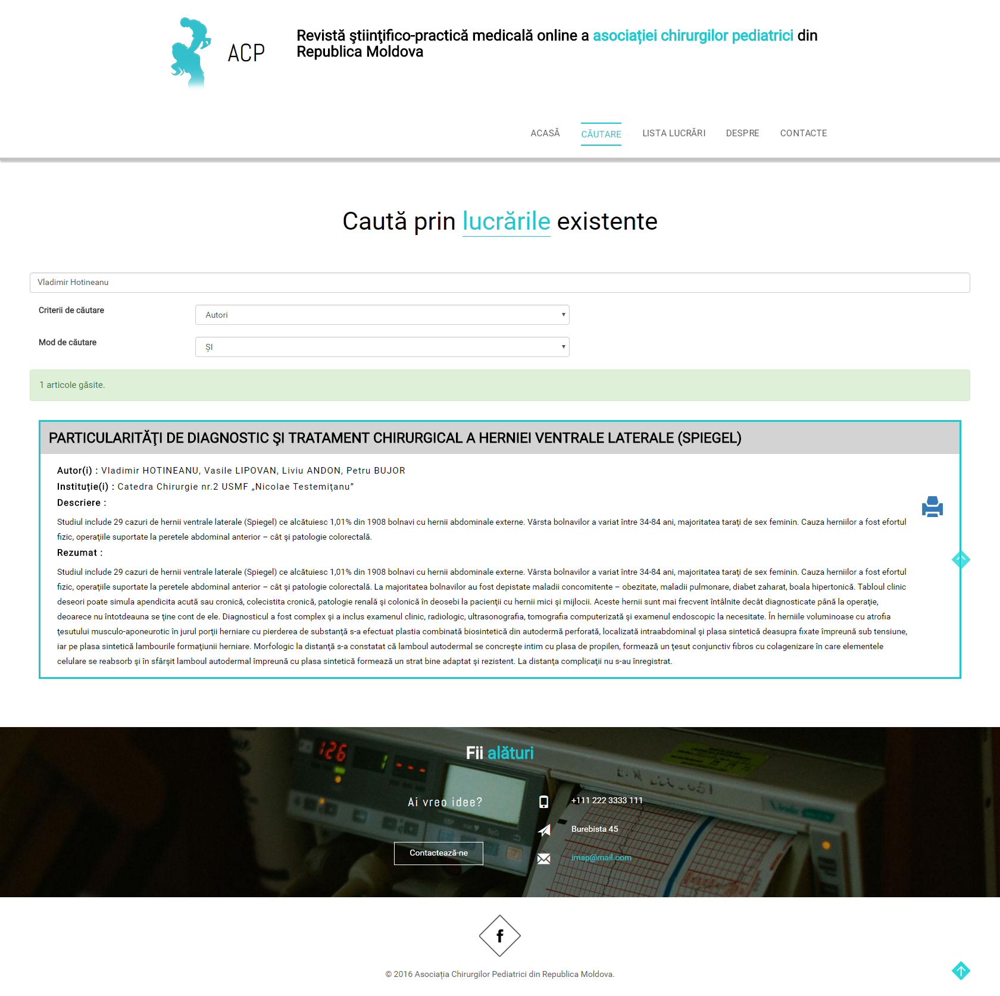 ACP
Revistă ştiinţifico-practică medicală online a asociației chirurgilor pediatrici din
Republica Moldova
ACASĂ CĂUTARE LISTA LUCRĂRI DESPRE CONTACTE
Caută prin lucrările existente
Vladimir Hotineanu
Criterii de căutare
Autori
Mod de căutare
ȘI
1 articole găsite.
PARTICULARITĂŢI DE DIAGNOSTIC ŞI TRATAMENT CHIRURGICAL A HERNIEI VENTRALE LATERALE (SPIEGEL)
Autor(i) : Vladimir HOTINEANU, Vasile LIPOVAN, Liviu ANDON, Petru BUJOR
Instituție(i) : Catedra Chirurgie nr.2 USMF „Nicolae Testemiţanu”
Descriere :
Studiul include 29 cazuri de hernii ventrale laterale (Spiegel) ce alcătuiesc 1,01% din 1908 bolnavi cu hernii abdominale externe. Vârsta bolnavilor a variat între 34-84 ani, majoritatea taraţi de sex feminin. Cauza herniilor a fost efortul
fizic, operaţiile suportate la peretele abdominal anterior – cât şi patologie colorectală.
Rezumat :
Studiul include 29 cazuri de hernii ventrale laterale (Spiegel) ce alcătuiesc 1,01% din 1908 bolnavi cu hernii abdominale externe. Vârsta bolnavilor a variat între 34-84 ani, majoritatea taraţi de sex feminin. Cauza herniilor a fost efortul
fizic, operaţiile suportate la peretele abdominal anterior – cât şi patologie colorectală. La majoritatea bolnavilor au fost depistate maladii concomitente – obezitate, maladii pulmonare, diabet zaharat, boala hipertonică. Tabloul clinic
deseori poate simula apendicita acută sau cronică, colecistita cronică, patologie renală şi colonică în deosebi la pacienţii cu hernii mici şi mijlocii. Aceste hernii sunt mai frecvent întâlnite decât diagnosticate până la operaţie,
deoarece nu întotdeauna se ţine cont de ele. Diagnosticul a fost complex şi a inclus examenul clinic, radiologic, ultrasonografia, tomografia computerizată şi examenul endoscopic la necesitate. În herniile voluminoase cu atrofia
ţesutului musculo-aponeurotic în jurul porţii herniare cu pierderea de substanţă s-a efectuat plastia combinată biosintetică din autodermă perforată, localizată intraabdominal şi plasa sintetică deasupra fixate împreună sub tensiune,
iar pe plasa sintetică lambourile formaţiunii herniare. Morfologic la distanţă s-a constatat că lamboul autodermal se concreşte intim cu plasa de propilen, formează un ţesut conjunctiv fibros cu colagenizare în care elementele
celulare se reabsorb şi în sfârşit lamboul autodermal împreună cu plasa sintetică formează un strat bine adaptat şi rezistent. La distanţa complicaţii nu s-au înregistrat.
Fii alături
126
1 ---
Ai vreo idee?
Contactează-ne
+111 222 3333 111
Burebista 45
imsp@mail.com
f
© 2016 Asociația Chirurgilor Pediatrici din Republica Moldova.